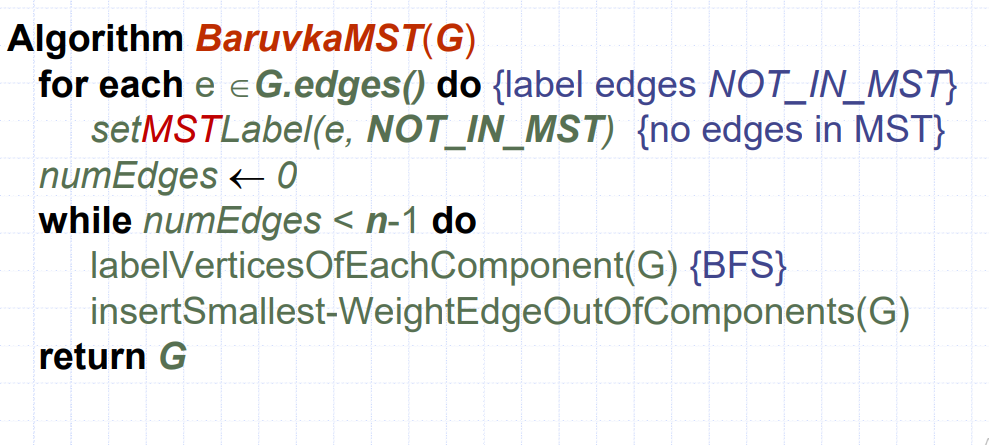 Algorithm BaruvkaMST(G)
for each e ∈ G.edges() do {label edges NOT_IN_MST}
setMSTLabel(e, NOT_IN_MST) {no edges in MST}
numEdges ← 0
while numEdges < n-1 do
labelVerticesOfEachComponent(G) {BFS}
insertSmallest-WeightEdgeOutOfComponents(G)
return G